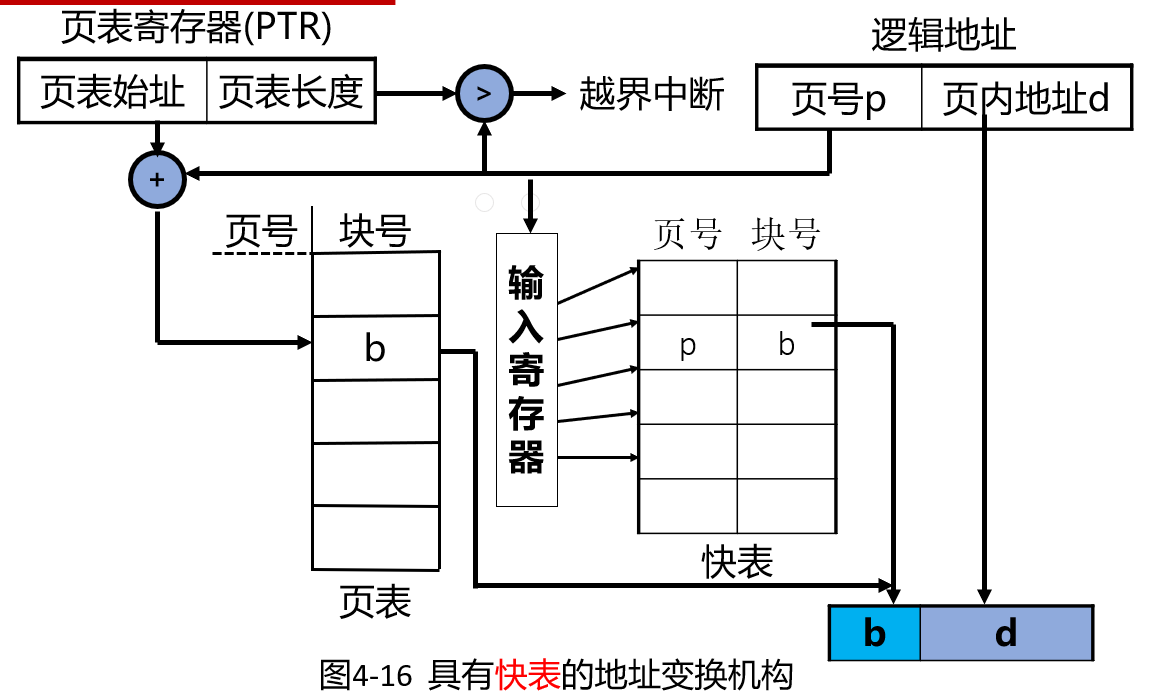 页表寄存器(PTR)
逻辑地址
页表始址 页表长度
>
越界中断
页号p 页内地址d
+
页号 块号
页号 块号
输入寄存器
b
p b
快表
页表
b d
图4-16 具有快表的地址变换机构